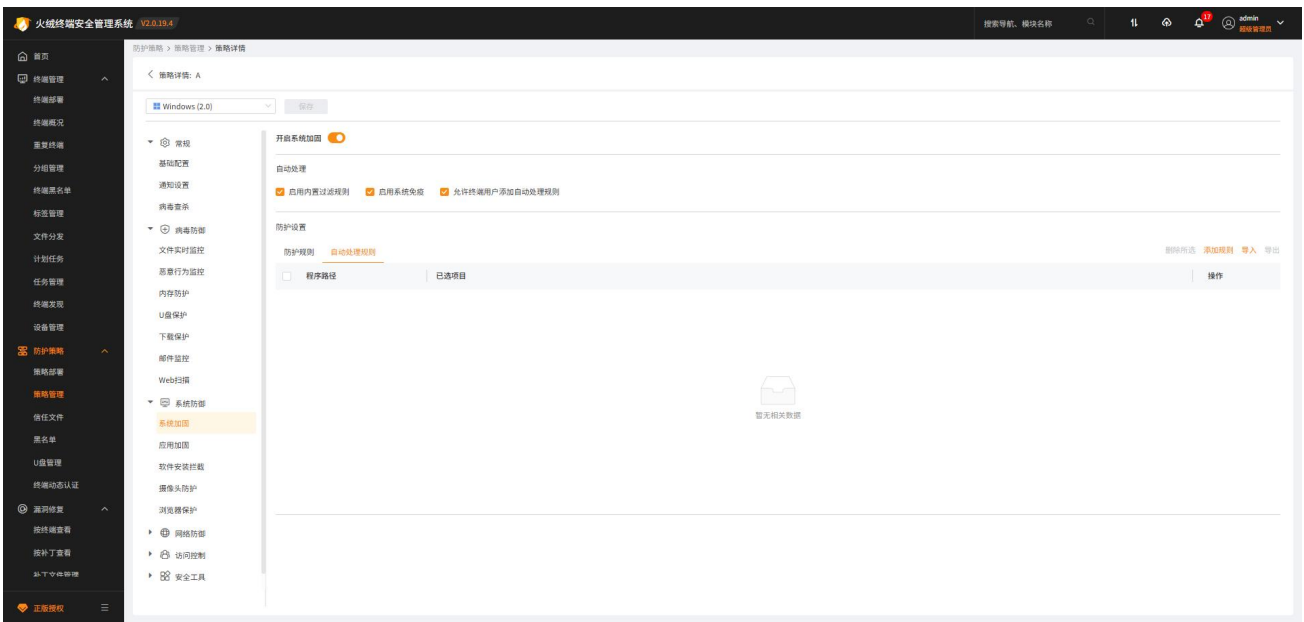 火绒终端安全管理系统 V2.0.19.4
搜索导航、模块名称
17
admin
超级管理员
首页
终端管理
终端部署
终端概况
重复终端
分组管理
终端黑名单
标签管理
文件分发
计划任务
任务管理
终端发现
设备管理
防护策略
策略部署
策略管理
信任文件
黑名单
U盘管理
终端动态认证
漏洞修复
按终端查看
按补丁查看
补丁文件管理
正版授权
防护策略 > 策略管理 > 策略详情
策略详情: A
Windows (2.0) 保存
常规
基础配置
通知设置
病毒查杀
病毒防御
文件实时监控
恶意行为监控
内存防护
U盘保护
下载保护
邮件监控
Web扫描
系统防御
系统加固
应用加固
软件安装拦截
摄像头防护
浏览器保护
网络防御
访问控制
安全工具
开启系统加固
自动处理
启用内置过滤规则 启用系统免疫 允许终端用户添加自动处理规则
防护设置
防护规则 自动处理规则 删除所选 添加规则 导入 导出
程序路径 已选项目 操作
暂无相关数据